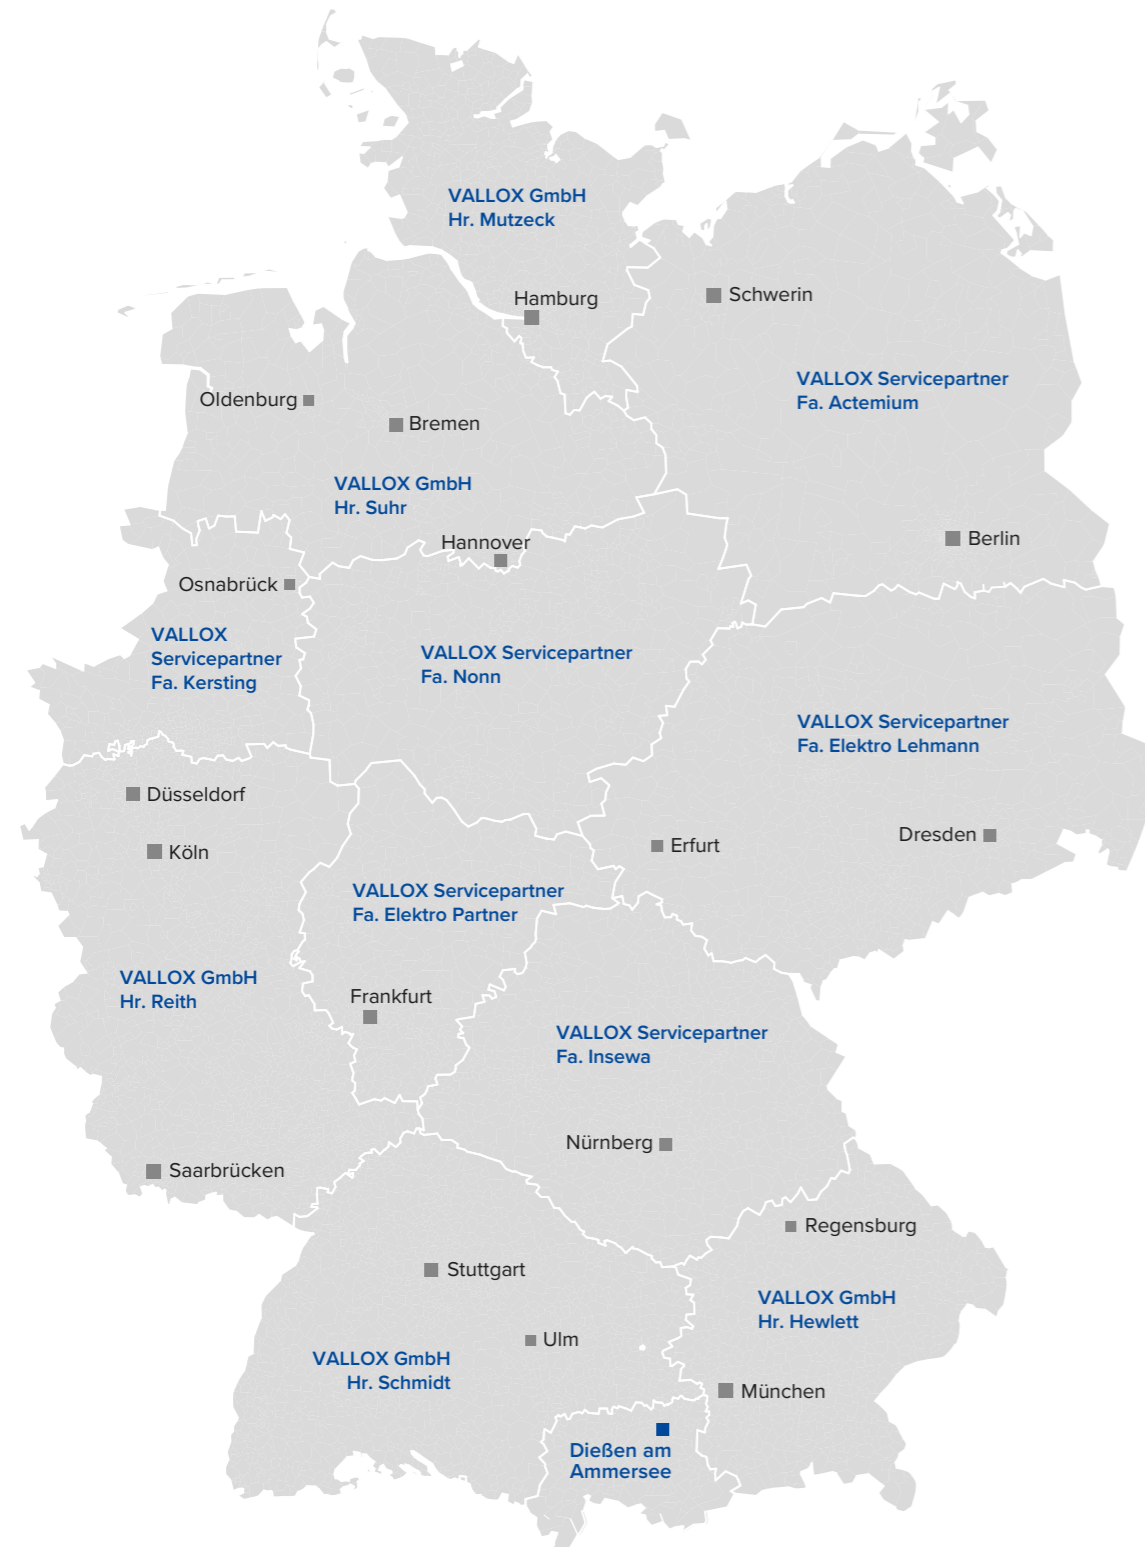 VALLOX GmbH
Hr. Mutzeck
Hamburg
Schwerin
VALLOX Servicepartner
Fa. Actemium
Oldenburg
Bremen
VALLOX GmbH
Hr. Suhr
Hannover
Berlin
Osnabrück
VALLOX
Servicepartner
Fa. Kersting
VALLOX Servicepartner
Fa. Nonn
VALLOX Servicepartner
Fa. Elektro Lehmann
Düsseldorf
Köln
Erfurt
Dresden
VALLOX Servicepartner
Fa. Elektro Partner
VALLOX GmbH
Hr. Reith
Frankfurt
VALLOX Servicepartner
Fa. Insewa
Nürnberg
Saarbrücken
Regensburg
Stuttgart
VALLOX GmbH
Hr. Hewlett
Ulm
VALLOX GmbH
Hr. Schmidt
München
Dießen am
Ammersee